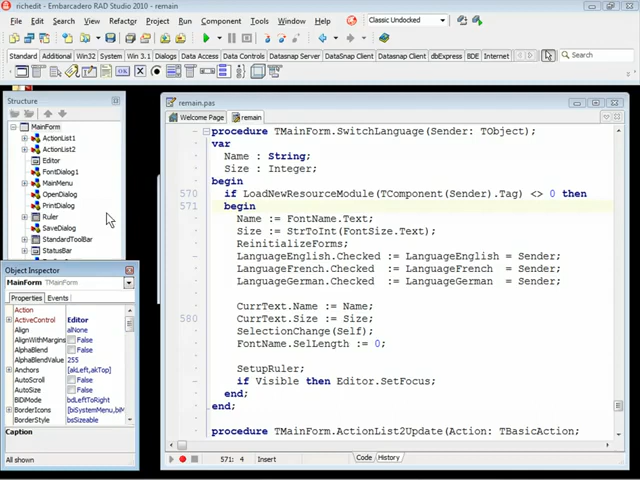 richedit - Embarcadero RAD Studio 2010 - remain
File Edit Search View Refactor Project Run Component Tools Window Help Classic Undocked
Standard Additional Win32 System Win 3.1 Dialogs Data Access Data Controls Datasnap Server DataSnap Client dbExpress BDE Internet Search
Structure
MainForm
ActionList1
ActionList2
Editor
FontDialog1
MainMenu
OpenDialog
PrintDialog
Ruler
SaveDialog
StandardToolBar
StatusBar
Object Inspector
MainForm TMainForm
Properties Events
Action
ActiveControl Editor
Align alNone
AlignWithMargins False
AlphaBlend False
AlphaBlendValue 255
Anchors [akLeft,akTop]
AutoScroll False
AutoSize False
BiDiMode bdLeftToRight
BorderIcons [biSystemMenu,biM
BorderStyle bsSizeable
Caption
All shown
remain.pas
Welcome Page remain
procedure TMainForm.SwitchLanguage(Sender: TObject);
var
Name : String;
Size : Integer;
begin
570 if LoadNewResourceModule(TComponent(Sender).Tag) <> 0 then
571 begin
Name := FontName.Text;
Size := StrToInt(FontSize.Text);
ReinitializeForms;
LanguageEnglish.Checked := LanguageEnglish = Sender;
LanguageFrench.Checked := LanguageFrench = Sender;
LanguageGerman.Checked := LanguageGerman = Sender;
CurrText.Name := Name;
580 CurrText.Size := Size;
SelectionChange(Self);
FontName.SelLength := 0;
SetupRuler;
if Visible then Editor.SetFocus;
end;
end;
procedure TMainForm.ActionList2Update(Action: TBasicAction;
571: 4 Insert Code History